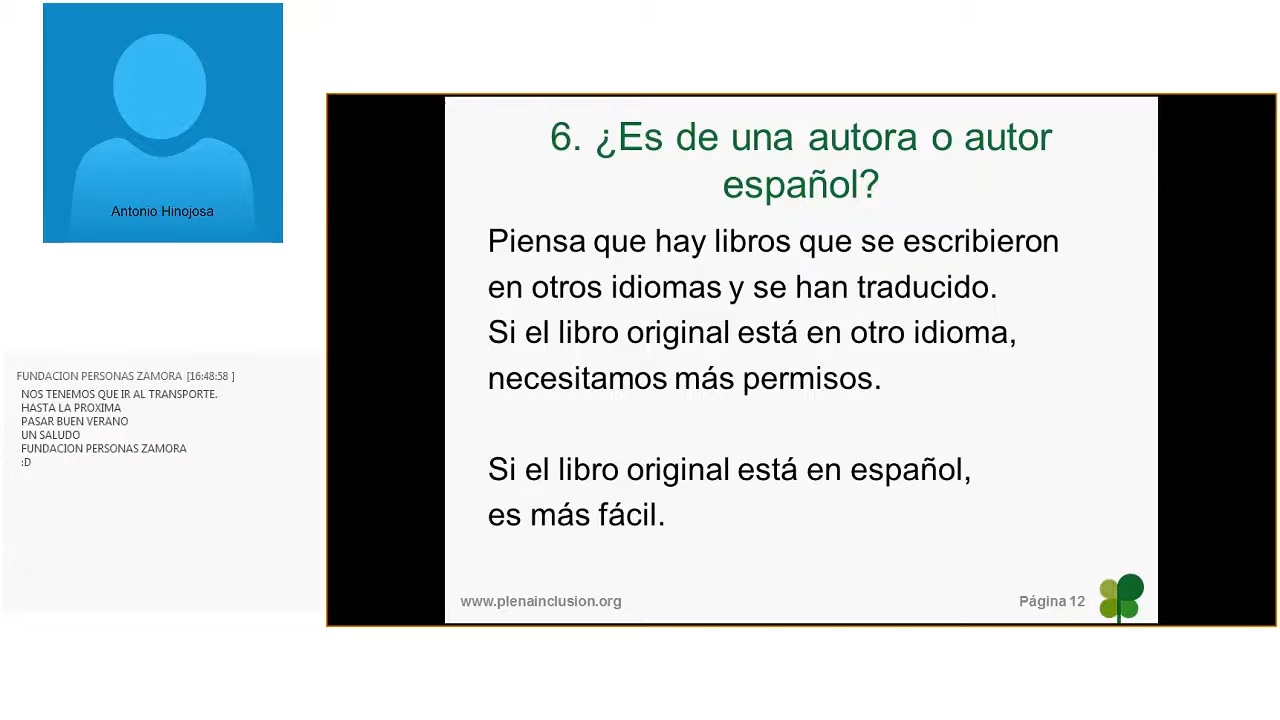 Antonio Hinojosa
FUNDACION PERSONAS ZAMORA [16:48:58 ]
NOS TENEMOS QUE IR AL TRANSPORTE.
HASTA LA PROXIMA
PASAR BUEN VERANO
UN SALUDO
FUNDACION PERSONAS ZAMORA
:D
6. ¿Es de una autora o autor
español?
Piensa que hay libros que se escribieron
en otros idiomas y se han traducido.
Si el libro original está en otro idioma,
necesitamos más permisos.
Si el libro original está en español,
es más fácil.
www.plenainclusion.org
Página 12